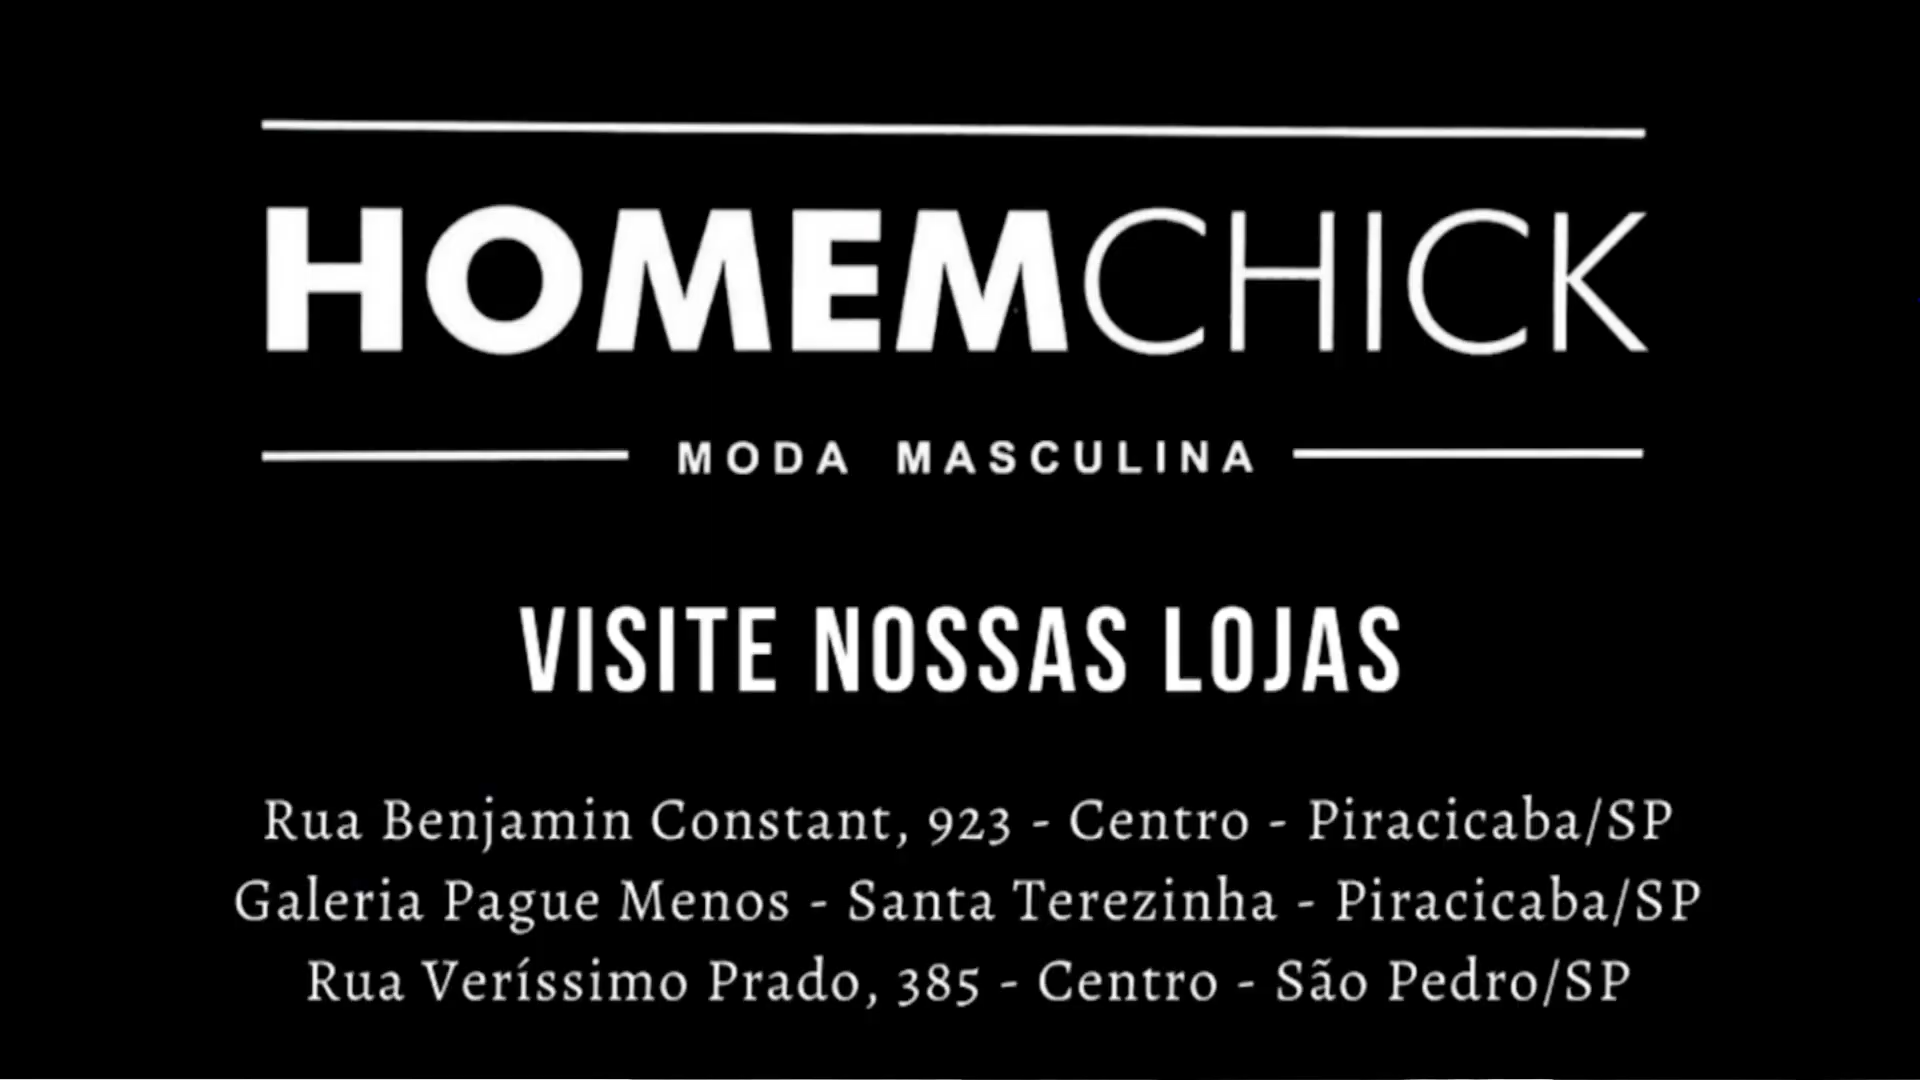 HOMEMCHICK
MODA MASCULINA
VISITE NOSSAS LOJAS
Rua Benjamin Constant, 923 - Centro - Piracicaba/SP
Galeria Pague Menos - Santa Terezinha - Piracicaba/SP
Rua Veríssimo Prado, 385 - Centro - São Pedro/SP